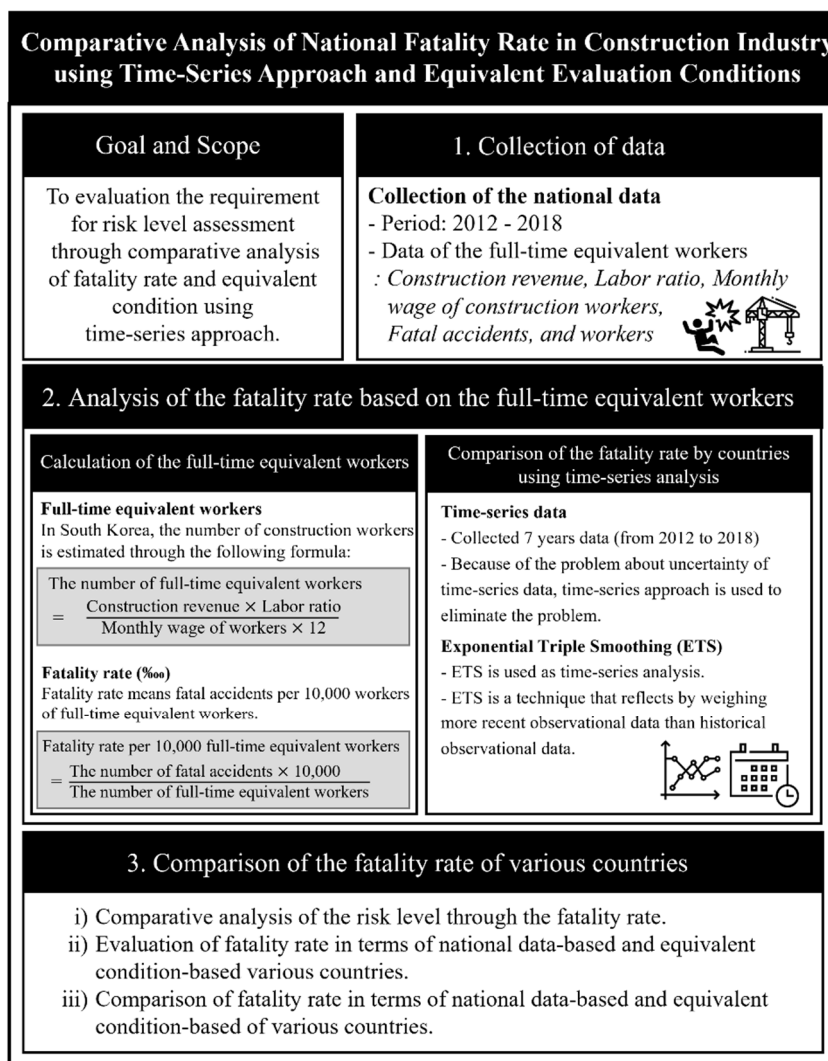 Comparative Analysis of National Fatality Rate in Construction Industry
using Time-Series Approach and Equivalent Evaluation Conditions
Goal and Scope
To evaluation the requirement
for risk level assessment
through comparative analysis
of fatality rate and equivalent
condition using
time-series approach.
1. Collection of data
Collection of the national data
- Period: 2012 - 2018
- Data of the full-time equivalent workers
: Construction revenue, Labor ratio, Monthly
wage of construction workers,
Fatal accidents, and workers
2. Analysis of the fatality rate based on the full-time equivalent workers
Calculation of the full-time equivalent workers
Full-time equivalent workers
In South Korea, the number of construction workers
is estimated through the following formula:
The number of full-time equivalent workers
= Construction revenue × Labor ratio
Monthly wage of workers × 12
Fatality rate (‱)
Fatality rate means fatal accidents per 10,000 workers
of full-time equivalent workers.
Fatality rate per 10,000 full-time equivalent workers
= The number of fatal accidents × 10,000
The number of full-time equivalent workers
Comparison of the fatality rate by countries
using time-series analysis
Time-series data
- Collected 7 years data (from 2012 to 2018)
- Because of the problem about uncertainty of
time-series data, time-series approach is used to
eliminate the problem.
Exponential Triple Smoothing (ETS)
- ETS is used as time-series analysis.
- ETS is a technique that reflects by weighing
more recent observational data than historical
observational data.
3. Comparison of the fatality rate of various countries
i) Comparative analysis of the risk level through the fatality rate.
ii) Evaluation of fatality rate in terms of national data-based and equivalent
condition-based various countries.
iii) Comparison of fatality rate in terms of national data-based and equivalent
condition-based of various countries.